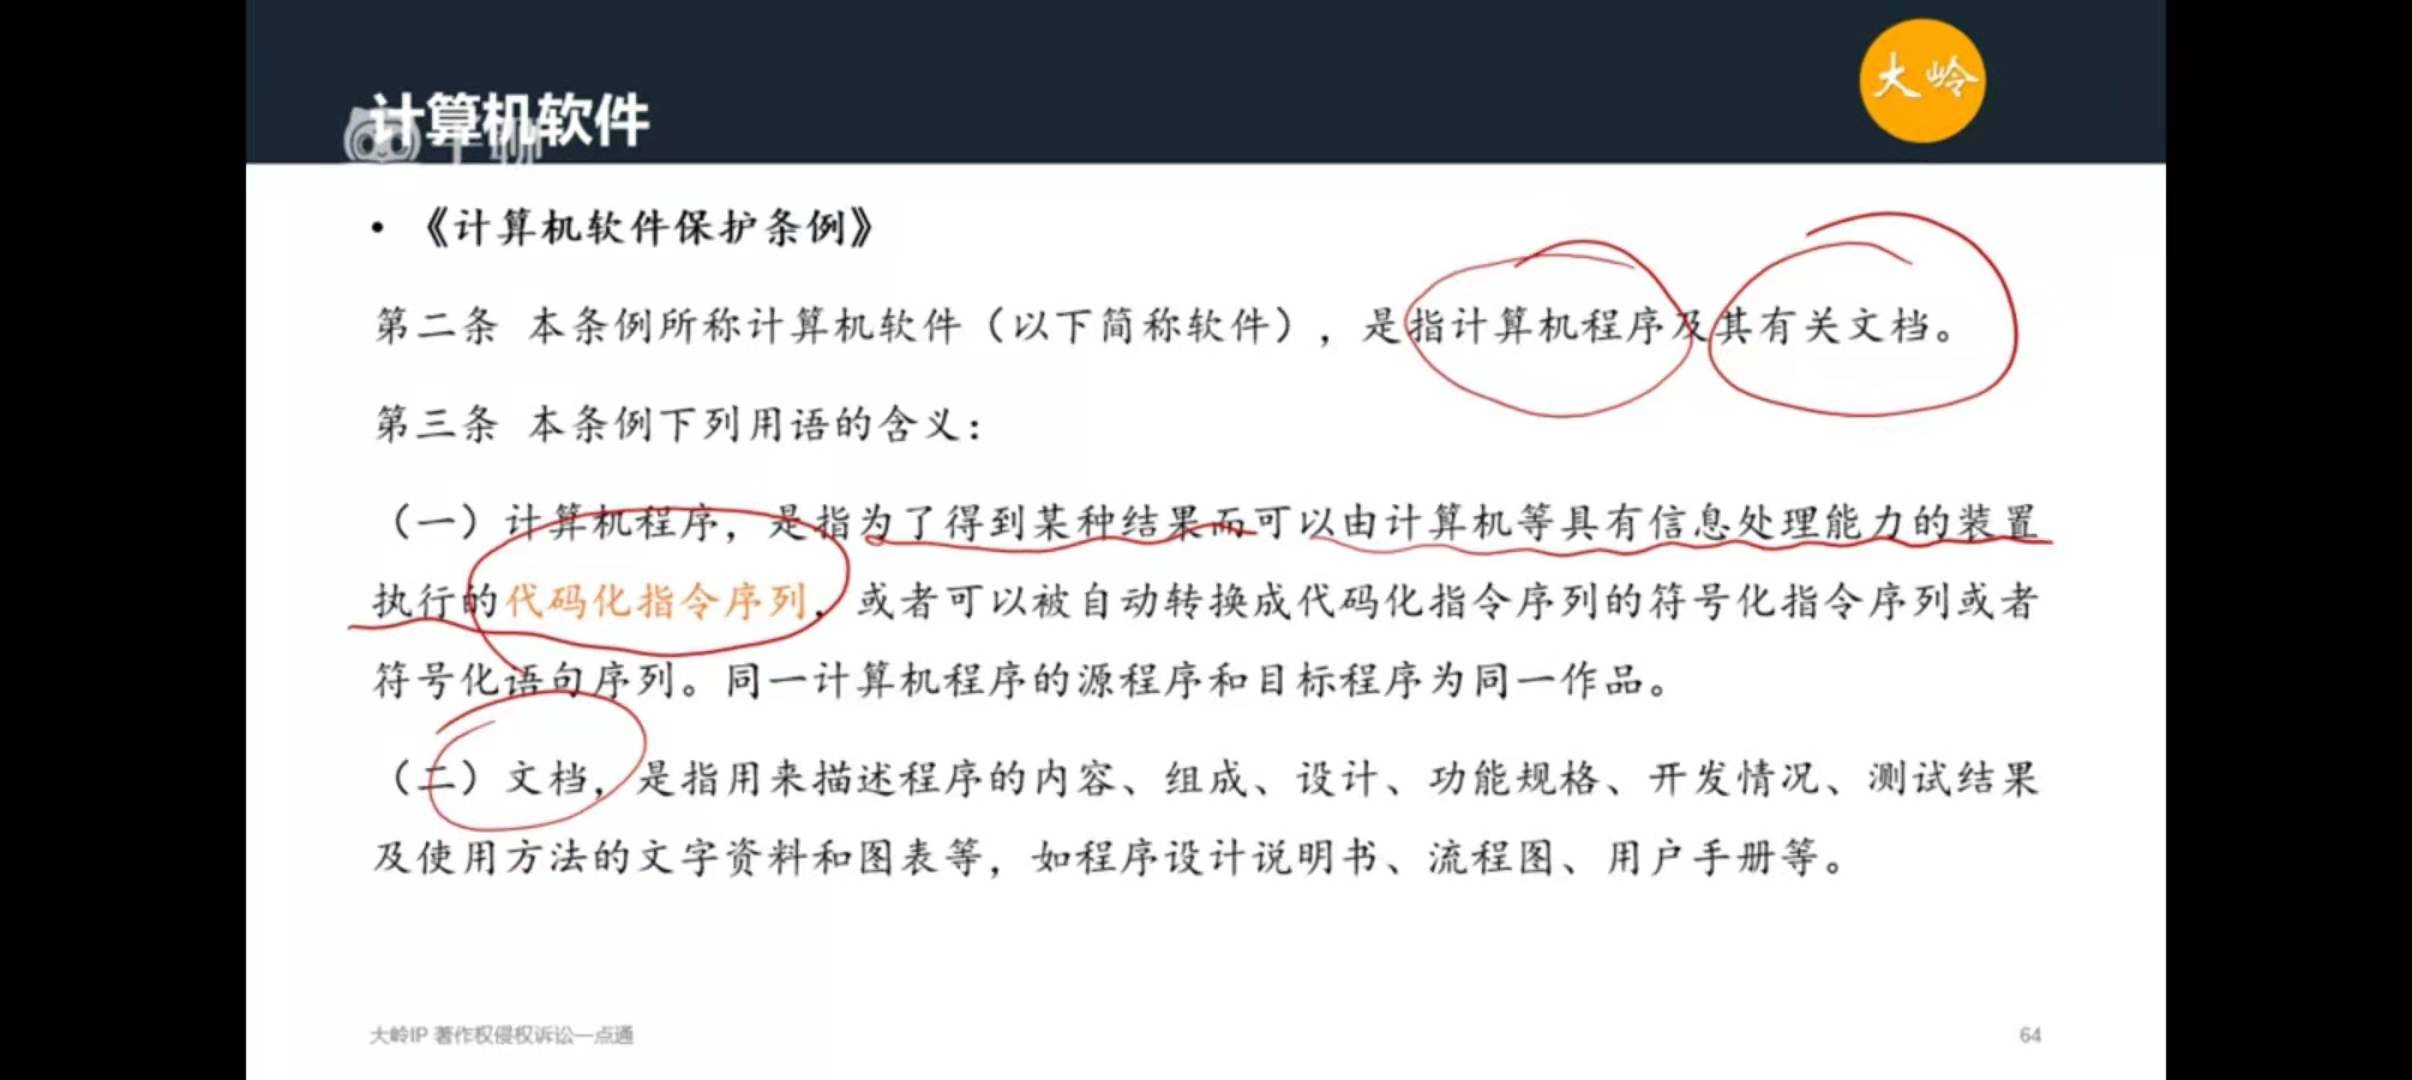 大岭
计算机软件
•《计算机软件保护条例》
第二条 本条例所称计算机软件（以下简称软件），是指计算机程序及其有关文档。
第三条 本条例下列用语的含义：
（一）计算机程序，是指为了得到某种结果而可以由计算机等具有信息处理能力的装置
执行的代码化指令序列，或者可以被自动转换成代码化指令序列的符号化指令序列或者
符号化语句序列。同一计算机程序的源程序和目标程序为同一作品。
（二）文档，是指用来描述程序的内容、组成、设计、功能规格、开发情况、测试结果
及使用方法的文字资料和图表等，如程序设计说明书、流程图、用户手册等。
大岭IP 著作权侵权诉讼一点通
64